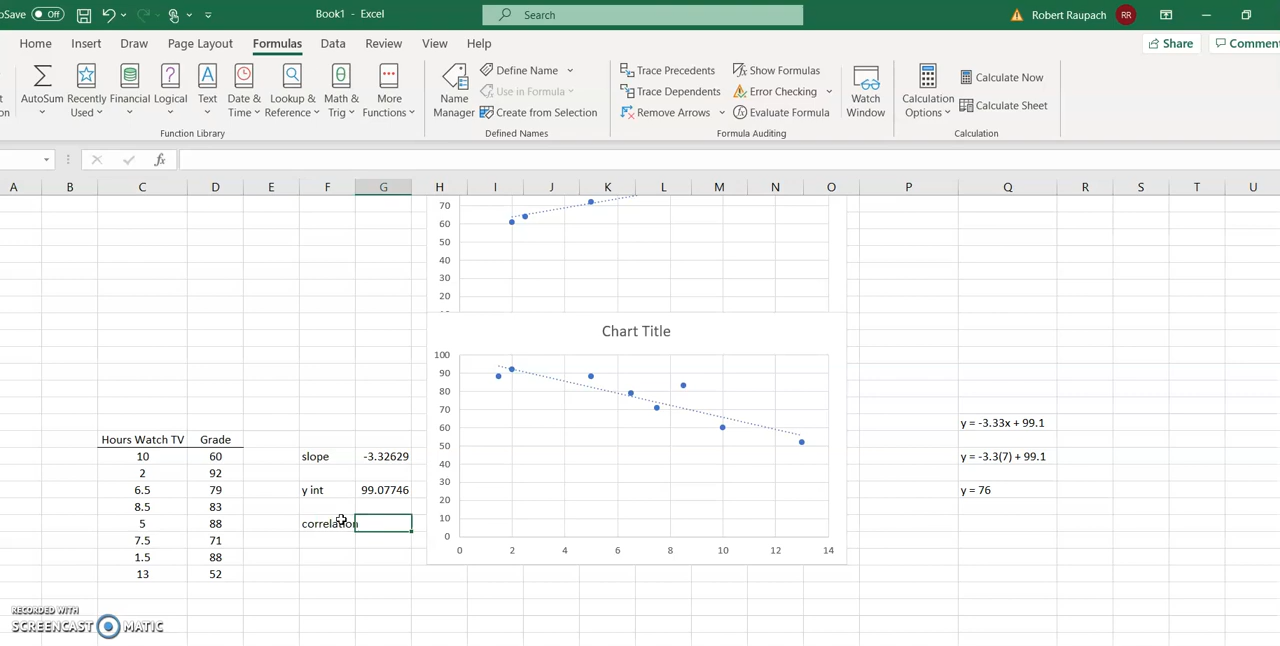 oSave Off Book1 - Excel Search Robert Raupach RR
Home Insert Draw Page Layout Formulas Data Review View Help Share Comment
t AutoSum Recently Financial Logical Text Date & Lookup & Math & More
on Used Time Reference Trig Functions
Function Library
Name
Manager
Define Name
Use in Formula
Create from Selection
Defined Names
Trace Precedents Show Formulas
Trace Dependents Error Checking
Remove Arrows Evaluate Formula
Formula Auditing
Watch
Window
Calculation
Options
Calculate Now
Calculate Sheet
Calculation
fx
A B C D E F G H I J K L M N O P Q R S T U
70
60
50
40
30
20
Chart Title
100
90
80
70
60
50
40
30
20
10
0
0 2 4 6 8 10 12 14
Hours Watch TV Grade
10 60 slope -3.32629
2 92
6.5 79 y int 99.07746
8.5 83
5 88 correlation
7.5 71
1.5 88
13 52
y = -3.33x + 99.1
y = -3.3(7) + 99.1
y = 76
RECORDED WITH
SCREENCAST MATIC